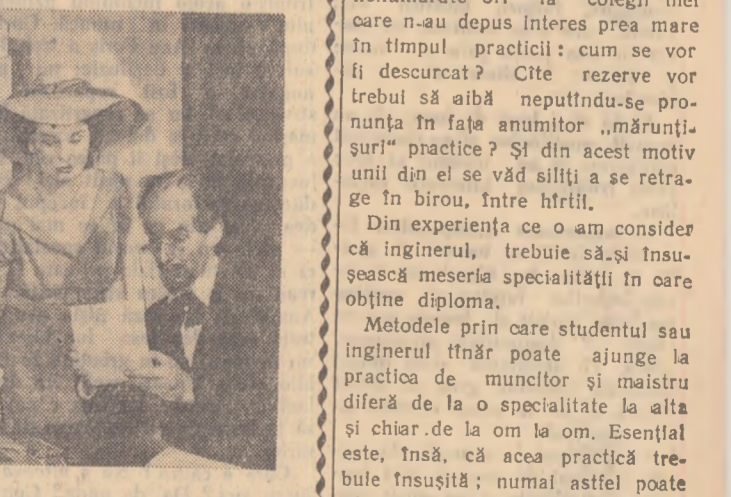 la colegii mei
care n-au depus interes prea mare
în timpul practicii : cum se vor
fi descurcat ? Cîte rezerve vor
trebui să aibă neputîndu-se pro-
nunța în fața anumitor „mărunți-
șuri“ practice ? Și din acest motiv
unii din ei se văd siliți a se retra-
ge în birou, între hîrtii.
Din experiența ce o am consider
că inginerul, trebuie să-și însu-
șească meseria specialității în care
obține diploma.
Metodele prin care studentul sau
inginerul tînăr poate ajunge la
practica de muncitor și maistru
diferă de la o specialitate la alta
și chiar .de la om la om. Esențial
este, însă, că acea practică tre-
buie însușită ; numai astfel poate